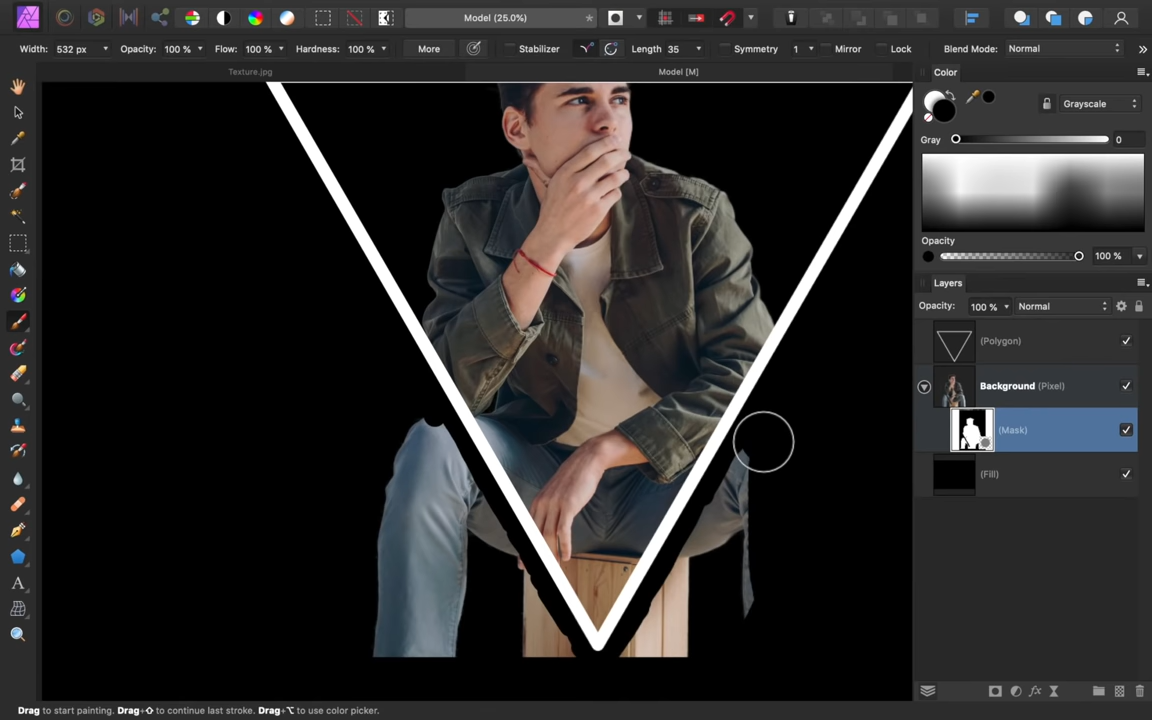 Model (25.0%)
*
Width: 532 px Opacity: 100 % Flow: 100 % Hardness: 100 % More Stabilizer Length 35 Symmetry 1 Mirror Lock Blend Mode: Normal »
Texture.jpg Model [M]
Color
Grayscale
Gray 0
Opacity
100 %
Layers
Opacity: 100 % Normal
(Polygon)
Background (Pixel)
(Mask)
(Fill)
A
fx
Drag to start painting. Drag+⇧ to continue last stroke. Drag+⌥ to use color picker.